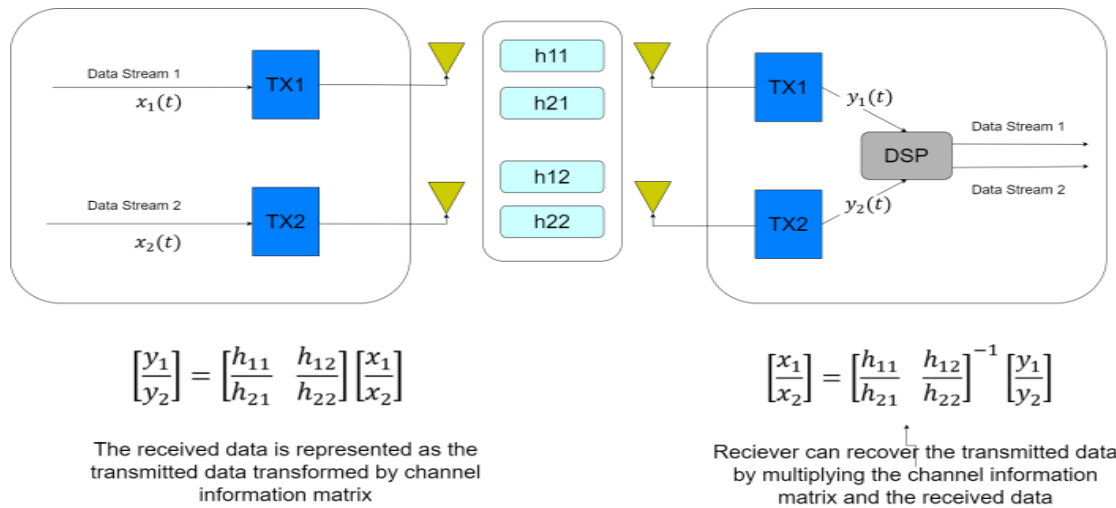 Data Stream 1
x₁(t)
TX1
Data Stream 2
x₂(t)
TX2
h11
h21
h12
h22
TX1
y₁(t)
TX2
y₂(t)
DSP
Data Stream 1
Data Stream 2
[y₁/y₂] = [h₁₁/h₂₁ h₁₂/h₂₂] [x₁/x₂]
The received data is represented as the
transmitted data transformed by channel
information matrix
[x₁/x₂] = [h₁₁/h₂₁ h₁₂/h₂₂]⁻¹ [y₁/y₂]
Reciever can recover the transmitted data
by multiplying the channel information
matrix and the received data